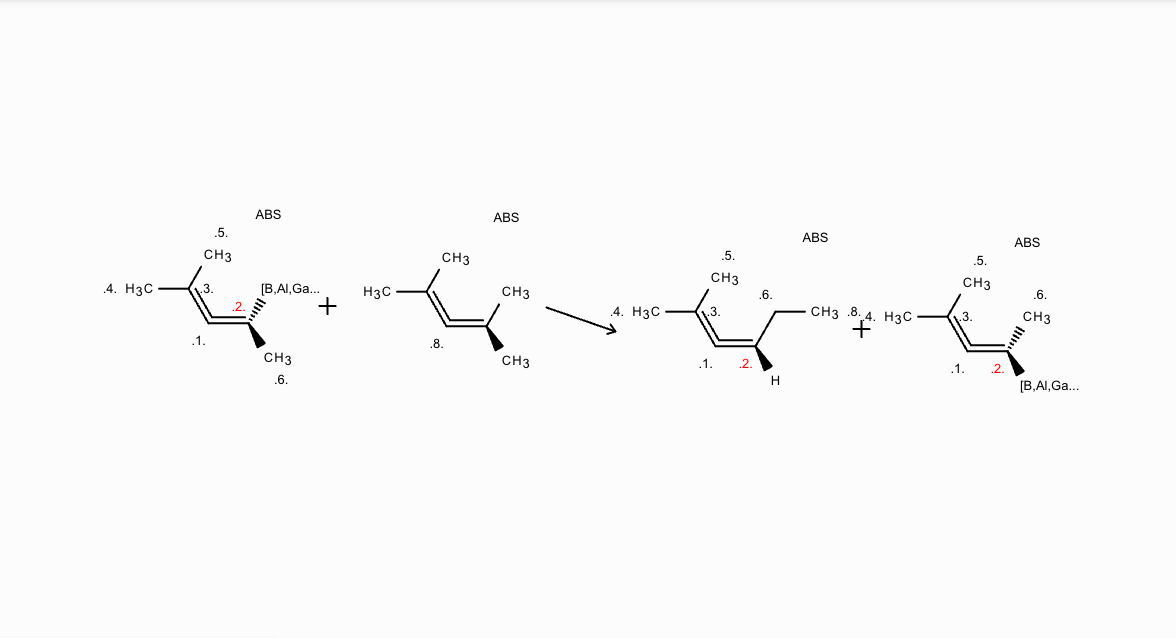 ABS
.5.
CH3
.4. H3C
.3.
[B,Al,Ga...
.2.
.1.
CH3
.6.
+
ABS
CH3
H3C
CH3
.8.
CH3
ABS
.5.
CH3
.6.
.4. H3C
.3.
CH3 .8.
.1.
.2.
H
+
ABS
.5.
CH3
.6.
.4. H3C
.3.
CH3
.1.
.2.
[B,Al,Ga...